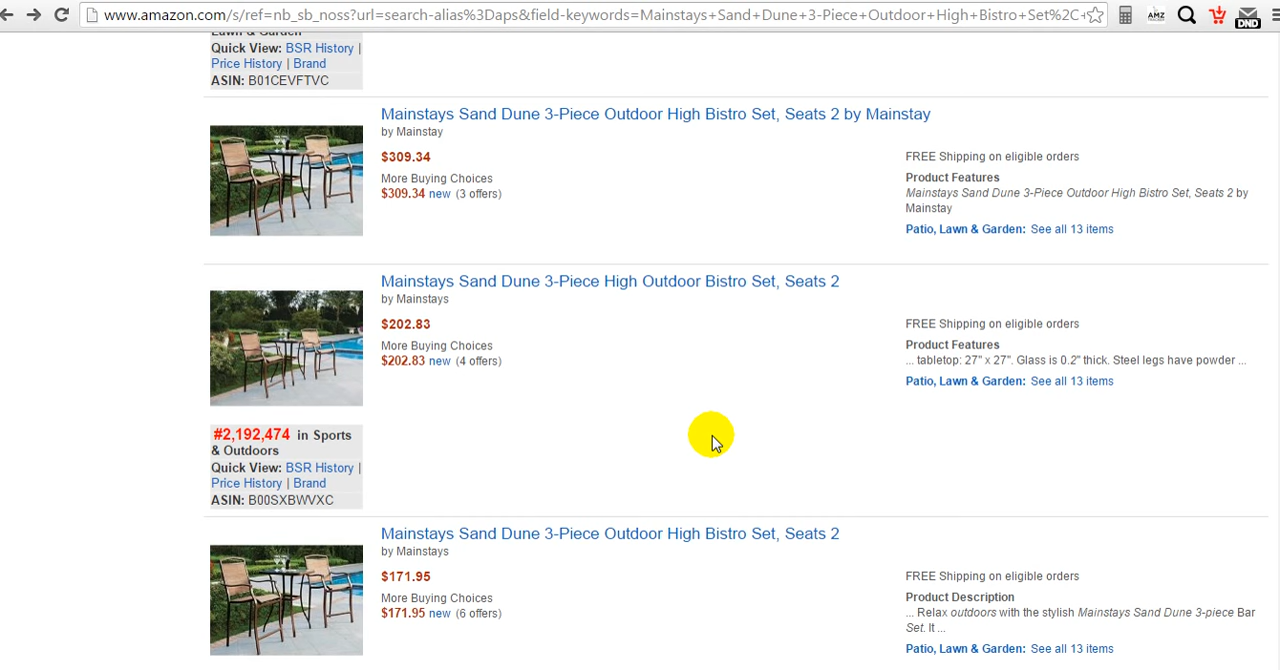 www.amazon.com/s/ref=nb_sb_noss?url=search-alias%3Daps&field-keywords=Mainstays+Sand+Dune+3-Piece+Outdoor+High+Bistro+Set%2C+
AMZ
DND
Lawn & Garden
Quick View: BSR History |
Price History | Brand
ASIN: B01CEVFTVC
Mainstays Sand Dune 3-Piece Outdoor High Bistro Set, Seats 2 by Mainstay
by Mainstay
$309.34
More Buying Choices
$309.34 new (3 offers)
FREE Shipping on eligible orders
Product Features
Mainstays Sand Dune 3-Piece Outdoor High Bistro Set, Seats 2 by
Mainstay
Patio, Lawn & Garden: See all 13 items
Mainstays Sand Dune 3-Piece High Outdoor Bistro Set, Seats 2
by Mainstays
$202.83
More Buying Choices
$202.83 new (4 offers)
FREE Shipping on eligible orders
Product Features
... tabletop: 27" x 27". Glass is 0.2" thick. Steel legs have powder ...
Patio, Lawn & Garden: See all 13 items
#2,192,474 in Sports
& Outdoors
Quick View: BSR History |
Price History | Brand
ASIN: B00SXBWVXC
Mainstays Sand Dune 3-Piece Outdoor High Bistro Set, Seats 2
by Mainstays
$171.95
More Buying Choices
$171.95 new (6 offers)
FREE Shipping on eligible orders
Product Description
... Relax outdoors with the stylish Mainstays Sand Dune 3-piece Bar
Set. It ...
Patio, Lawn & Garden: See all 13 items